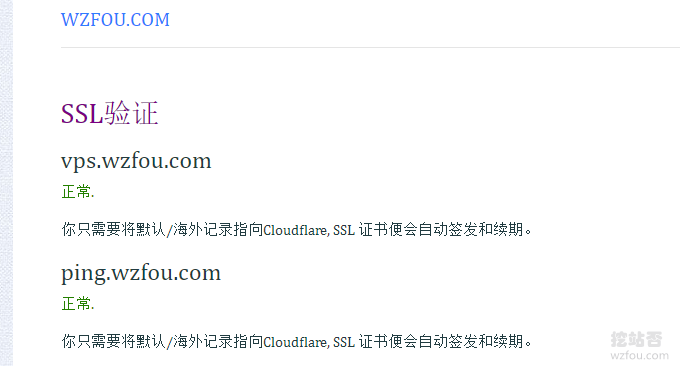 WZFOU.COM
SSL验证
vps.wzfou.com
正常.
你只需要将默认/海外记录指向Cloudflare, SSL 证书便会自动签发和续期。
ping.wzfou.com
正常.
你只需要将默认/海外记录指向Cloudflare, SSL 证书便会自动签发和续期。
挖站否
wzfou.com